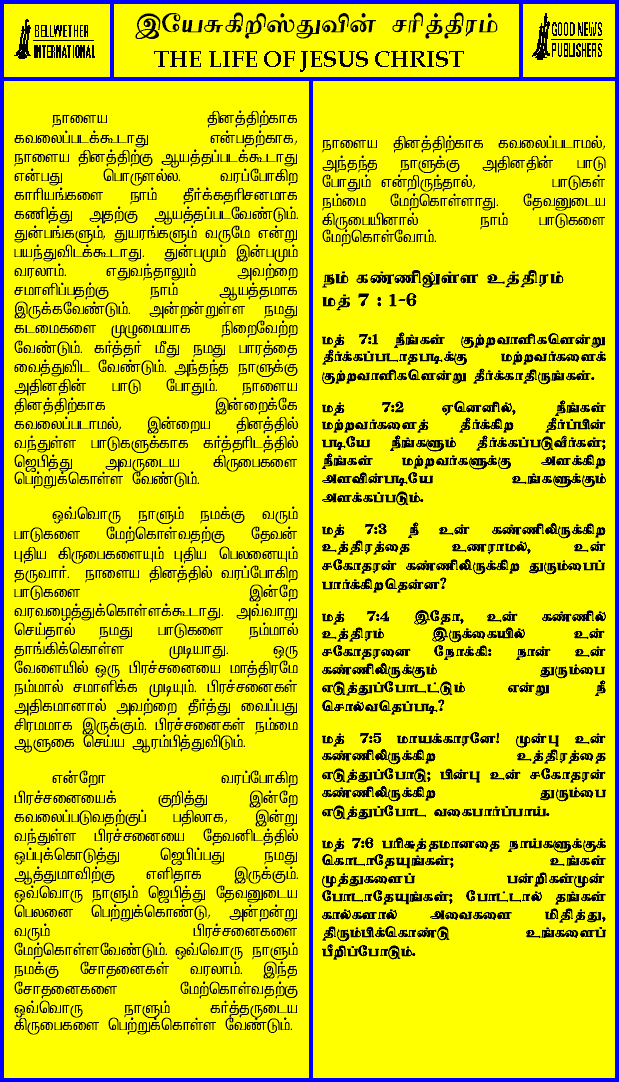 BELLWETHER
INTERNATIONAL
இயேசுகிறிஸ்துவின் சரித்திரம்
THE LIFE OF JESUS CHRIST
GOOD NEWS
PUBLISHERS
நாளைய தினத்திற்காக
கவலைப்படக்கூடாது என்பதற்காக,
நாளைய தினத்திற்கு ஆயத்தப்படக்கூடாது
என்பது பொருளல்ல. வரப்போகிற
காரியங்களை நாம் தீர்க்கதரிசனமாக
கணித்து அதற்கு ஆயத்தப்படவேண்டும்.
துன்பங்களும், துயரங்களும் வருமே என்று
பயந்துவிடக்கூடாது. துன்பமும் இன்பமும்
வரலாம். எதுவந்தாலும் அவற்றை
சமாளிப்பதற்கு நாம் ஆயத்தமாக
இருக்கவேண்டும். அன்றன்றுள்ள நமது
கடமைகளை முழுமையாக நிறைவேற்ற
வேண்டும். கர்த்தர் மீது நமது பாரத்தை
வைத்துவிட வேண்டும். அந்தந்த நாளுக்கு
அதினதின் பாடு போதும். நாளைய
தினத்திற்காக இன்றைக்கே
கவலைப்படாமல், இன்றைய தினத்தில்
வந்துள்ள பாடுகளுக்காக கர்த்தரிடத்தில்
ஜெபித்து அவருடைய கிருபைகளை
பெற்றுக்கொள்ள வேண்டும்.
ஒவ்வொரு நாளும் நமக்கு வரும்
பாடுகளை மேற்கொள்வதற்கு தேவன்
புதிய கிருபைகளையும் புதிய பெலனையும்
தருவார். நாளைய தினத்தில் வரப்போகிற
பாடுகளை இன்றே
வரவழைத்துக்கொள்ளக்கூடாது. அவ்வாறு
செய்தால் நமது பாடுகளை நம்மால்
தாங்கிக்கொள்ள முடியாது. ஒரு
வேளையில் ஒரு பிரச்சனையை மாத்திரமே
நம்மால் சமாளிக்க முடியும். பிரச்சனைகள்
அதிகமானால் அவற்றை தீர்த்து வைப்பது
சிரமமாக இருக்கும். பிரச்சனைகள் நம்மை
ஆளுகை செய்ய ஆரம்பித்துவிடும்.
என்றோ வரப்போகிற
பிரச்சனையைக் குறித்து இன்றே
கவலைப்படுவதற்குப் பதிலாக, இன்று
வந்துள்ள பிரச்சனையை தேவனிடத்தில்
ஒப்புக்கொடுத்து ஜெபிப்பது நமது
ஆத்துமாவிற்கு எளிதாக இருக்கும்.
ஒவ்வொரு நாளும் ஜெபித்து தேவனுடைய
பெலனை பெற்றுக்கொண்டு, அன்றன்று
வரும் பிரச்சனைகளை
மேற்கொள்ளவேண்டும். ஒவ்வொரு நாளும்
நமக்கு சோதனைகள் வரலாம். இந்த
சோதனைகளை மேற்கொள்வதற்கு
ஒவ்வொரு நாளும் கர்த்தருடைய
கிருபைகளை பெற்றுக்கொள்ள வேண்டும்.
நாளைய தினத்திற்காக கவலைப்படாமல்,
அந்தந்த நாளுக்கு அதினதின் பாடு
போதும் என்றிருந்தால், பாடுகள்
நம்மை மேற்கொள்ளாது. தேவனுடைய
கிருபையினால் நாம் பாடுகளை
மேற்கொள்வோம்.
நம் கண்ணிலுள்ள உத்திரம்
மத் 7 : 1-6
மத் 7:1 நீங்கள் குற்றவாளிகளென்று
தீர்க்கப்படாதபடிக்கு மற்றவர்களைக்
குற்றவாளிகளென்று தீர்க்காதிருங்கள்.
மத் 7:2 ஏனெனில், நீங்கள்
மற்றவர்களைத் தீர்க்கிற தீர்ப்பின்
படியே நீங்களும் தீர்க்கப்படுவீர்கள்;
நீங்கள் மற்றவர்களுக்கு அளக்கிற
அளவின்படியே உங்களுக்கும்
அளக்கப்படும்.
மத் 7:3 நீ உன் கண்ணிலிருக்கிற
உத்திரத்தை உணராமல், உன்
சகோதரன் கண்ணிலிருக்கிற துரும்பைப்
பார்க்கிறதென்ன?
மத் 7:4 இதோ, உன் கண்ணில்
உத்திரம் இருக்கையில் உன்
சகோதரனை நோக்கி: நான் உன்
கண்ணிலிருக்கும் துரும்பை
எடுத்துப்போடட்டும் என்று நீ
சொல்வதெப்படி?
மத் 7:5 மாயக்காரனே! முன்பு உன்
கண்ணிலிருக்கிற உத்திரத்தை
எடுத்துப்போடு; பின்பு உன் சகோதரன்
கண்ணிலிருக்கிற துரும்பை
எடுத்துப்போட வகைபார்ப்பாய்.
மத் 7:6 பரிசுத்தமானதை நாய்களுக்குக்
கொடாதேயுங்கள்; உங்கள்
முத்துகளைப் பன்றிகள்முன்
போடாதேயுங்கள்; போட்டால் தங்கள்
கால்களால் அவைகளை மிதித்து,
திரும்பிக்கொண்டு உங்களைப்
பீறிப்போடும்.